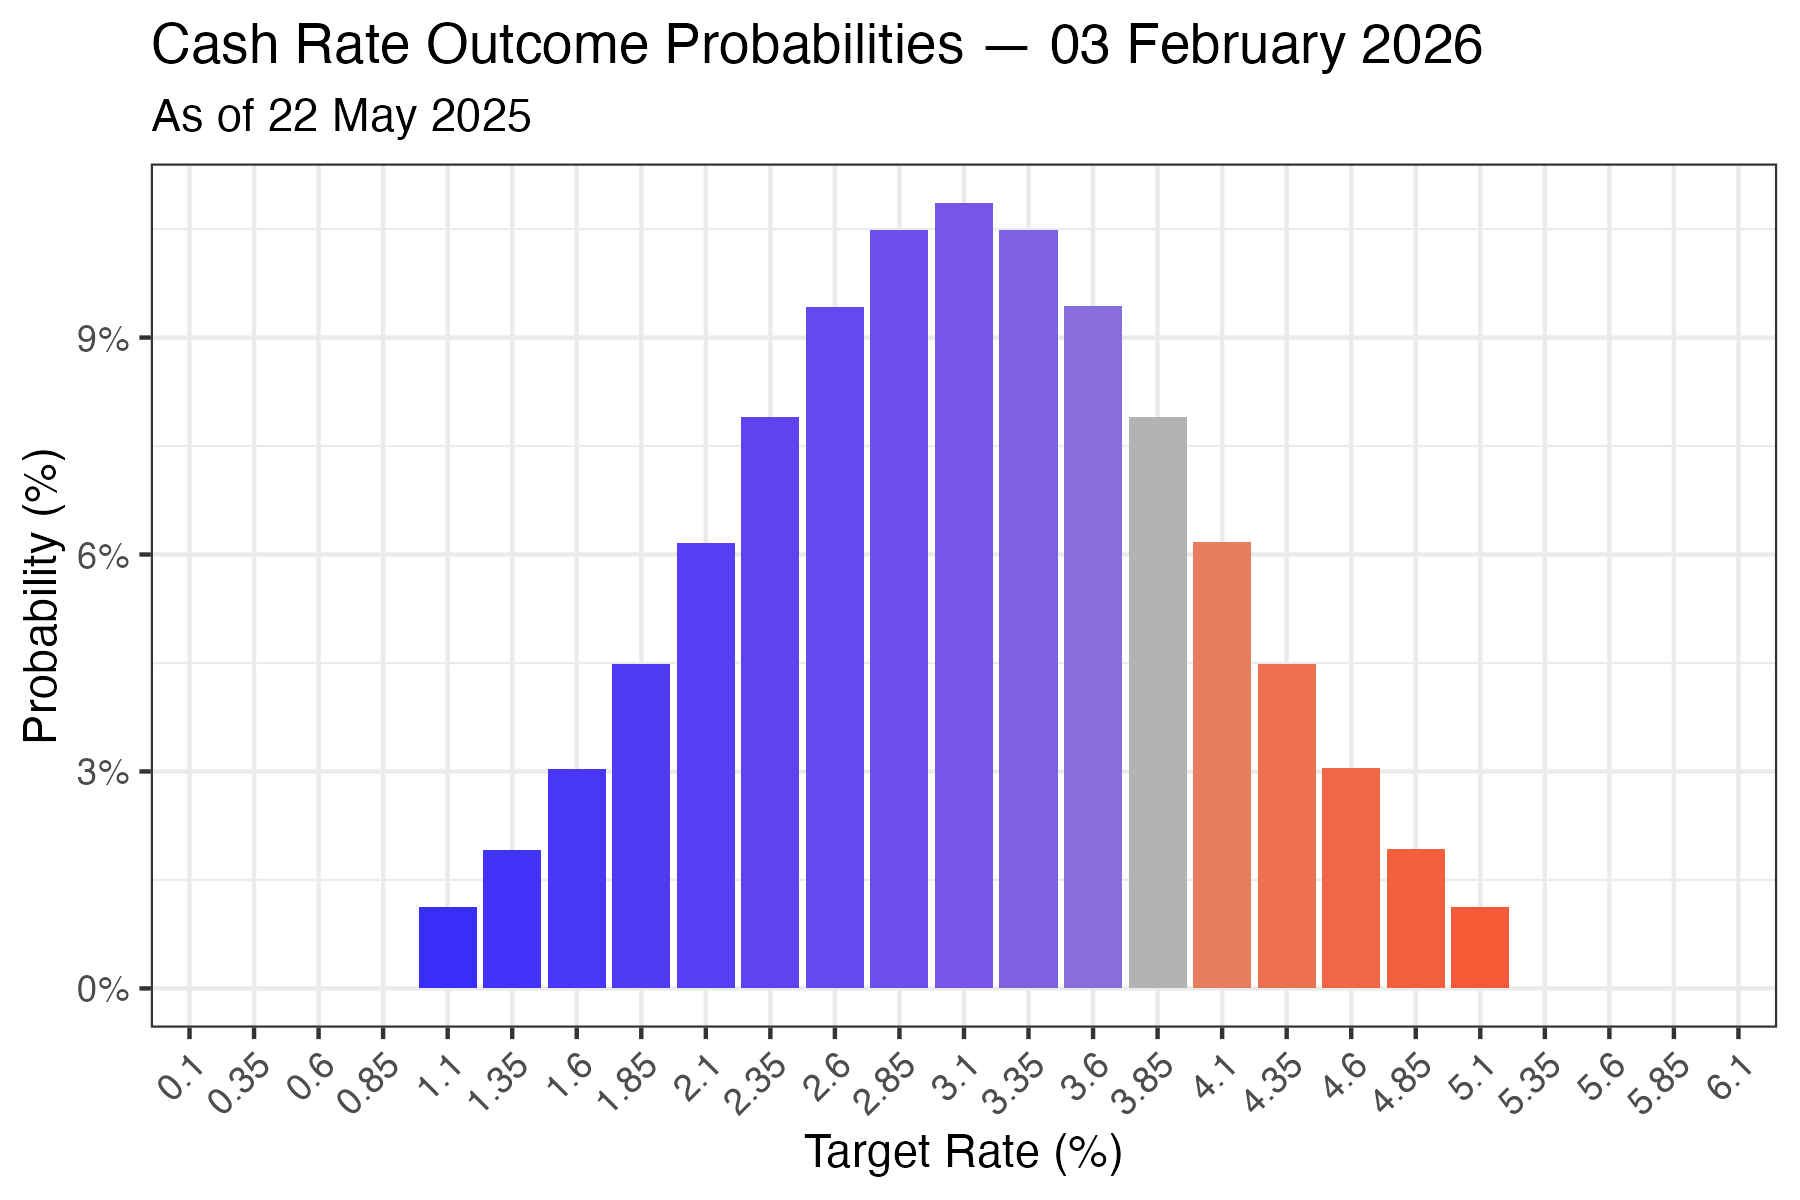 Cash Rate Outcome Probabilities — 03 February 2026
As of 22 May 2025
Probability (%)
9%
6%
3%
0%
0.1 0.35 0.6 0.85 1.1 1.35 1.6 1.85 2.1 2.35 2.6 2.85 3.1 3.35 3.6 3.85 4.1 4.35 4.6 4.85 5.1 5.35 5.6 5.85 6.1
Target Rate (%)